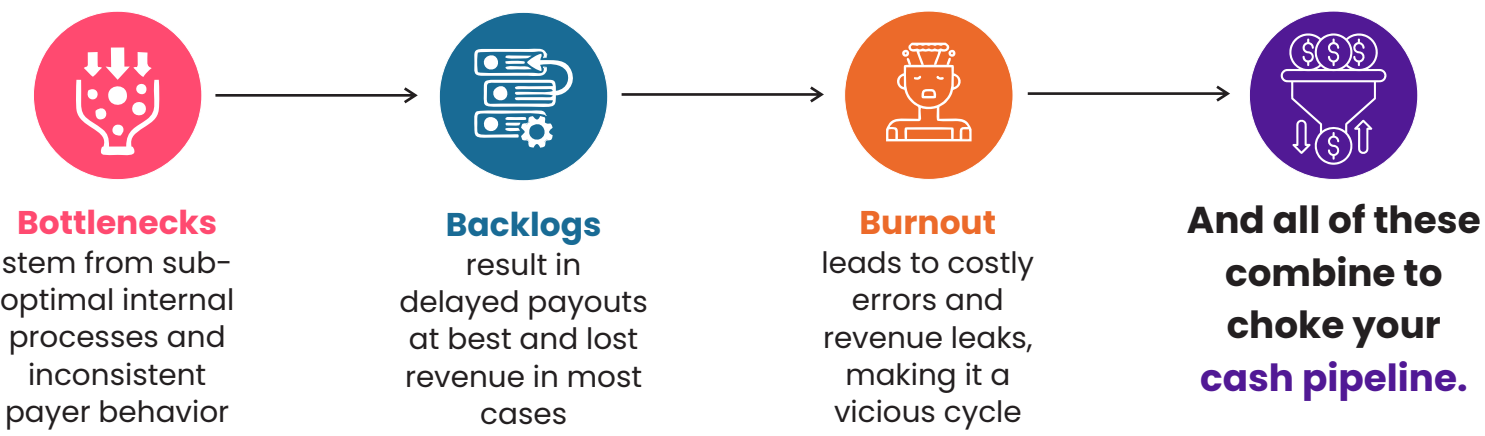 Bottlenecks
stem from sub-
optimal internal
processes and
inconsistent
payer behavior
Backlogs
result in
delayed payouts
at best and lost
revenue in most
cases
Burnout
leads to costly
errors and
revenue leaks,
making it a
vicious cycle
$ $ $
$
And all of these
combine to
choke your
cash pipeline.